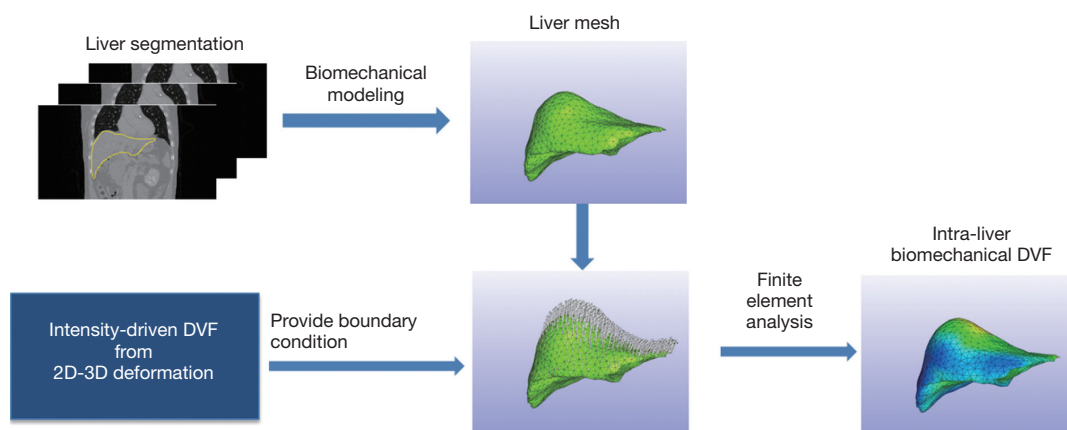 Liver segmentation
Biomechanical
modeling
Liver mesh
Intensity-driven DVF
from
2D-3D deformation
Provide boundary
condition
Finite
element
analysis
Intra-liver
biomechanical DVF